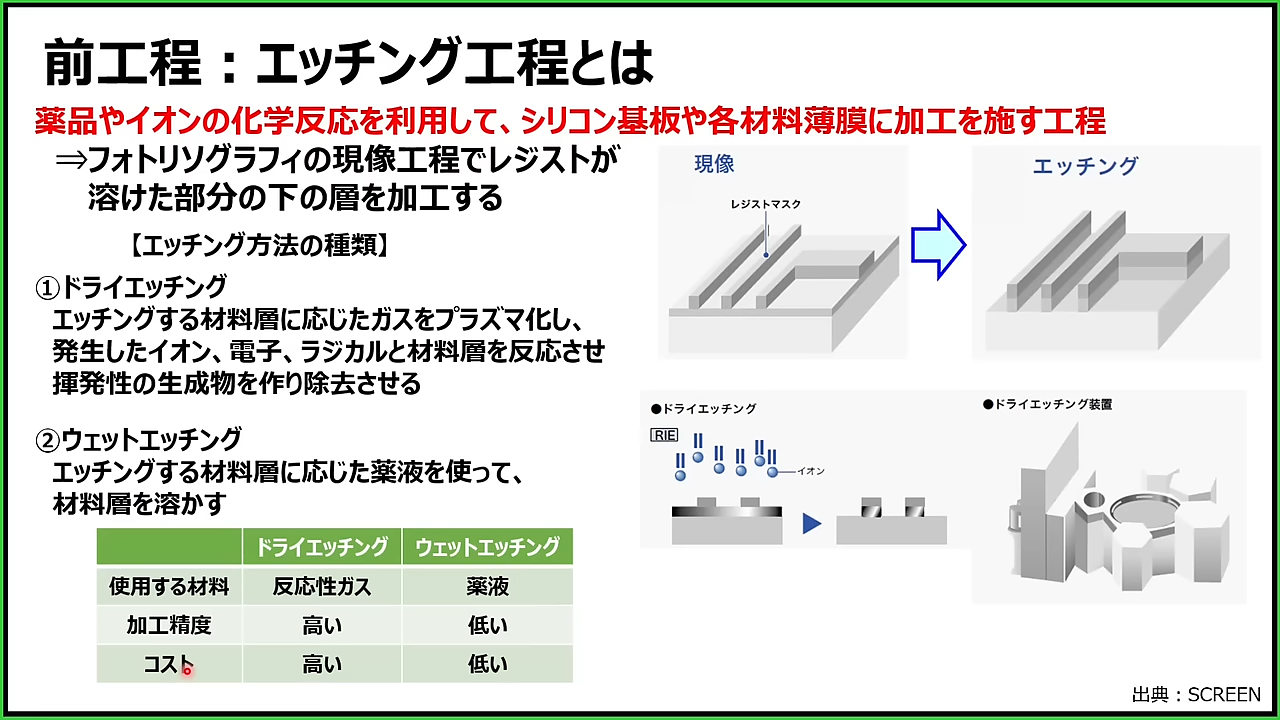 前工程：エッチング工程とは
薬品やイオンの化学反応を利用して、シリコン基板や各材料薄膜に加工を施す工程
⇒フォトリソグラフィの現像工程でレジストが
溶けた部分の下の層を加工する
【エッチング方法の種類】
①ドライエッチング
エッチングする材料層に応じたガスをプラズマ化し、
発生したイオン、電子、ラジカルと材料層を反応させ
揮発性の生成物を作り除去させる
②ウェットエッチング
エッチングする材料層に応じた薬液を使って、
材料層を溶かす
ドライエッチング ウェットエッチング
使用する材料 反応性ガス 薬液
加工精度 高い 低い
コスト 高い 低い
現像
レジストマスク
エッチング
●ドライエッチング
RIE
イオン
●ドライエッチング装置
出典：SCREEN